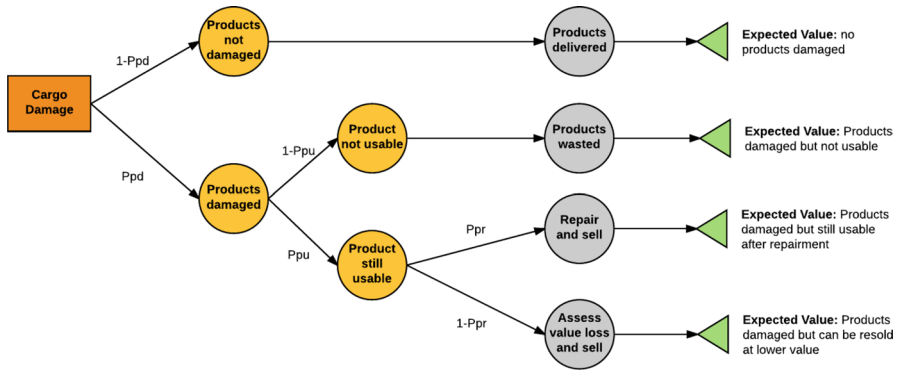 Cargo
Damage
1-Ppd
Ppd
Products
not
damaged
Products
damaged
1-Ppu
Ppu
Product
not usable
Product
still
usable
Ppr
1-Ppr
Products
delivered
Products
wasted
Repair
and sell
Assess
value loss
and sell
Expected Value: no
products damaged
Expected Value: Products
damaged but not usable
Expected Value: Products
damaged but still usable
after repairment
Expected Value: Products
damaged but can be resold
at lower value